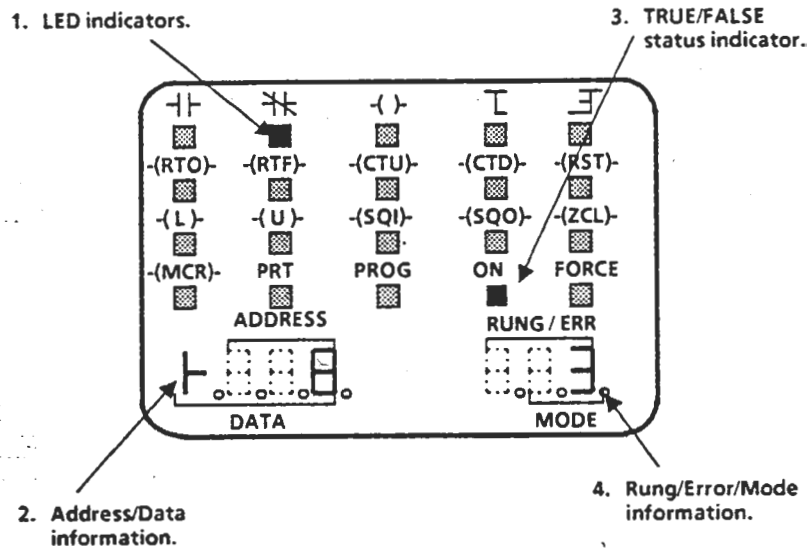 1. LED indicators.
3. TRUE/FALSE
status indicator.
-(RTO)- -(RTF)- -(CTU)- -(CTD)- -(RST)-
-(L)- -(U)- -(SQI)- -(SQO)- -(ZCL)-
-(MCR)- PRT PROG ON FORCE
ADDRESS RUNG / ERR
DATA MODE
2. Address/Data
information.
4. Rung/Error/Mode
information.